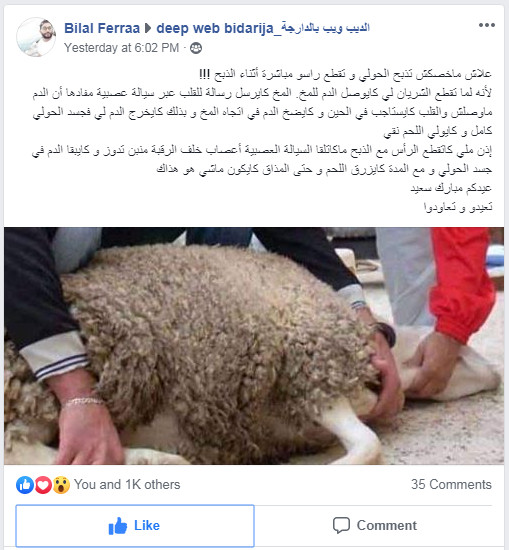 Bilal Ferraa ▸ deep web bidarija_الديب ويب بالدارجة
Yesterday at 6:02 PM ·
علاش ماخصكش تذبح الحولي و تقطع راسو مباشرة أثناء الذبح !!!
لأنه لما تقطع الشريان لي كايوصل الدم للمخ. المخ كايرسل رسالة للقلب عبر سيالة عصبية مفادها أن الدم
ماوصلش والقلب كايستاجب في الحين و كايضخ الدم في اتجاه المخ و بذلك كايخرج الدم لي فجسد الحولي
كامل و كايولي اللحم نقي
إذن ملي كاتقطع الرأس مع الذبح ماكاتلقا السيالة العصبية أعصاب خلف الرقبة منين تدوز و كايبقا الدم في
جسد الحولي و مع المدة كايزرق اللحم و حتى المذاق كايكون ماشي هو هذاك
عيدكم مبارك سعيد
تعيدو و تعاودوا
You and 1K others
35 Comments
Like
Comment